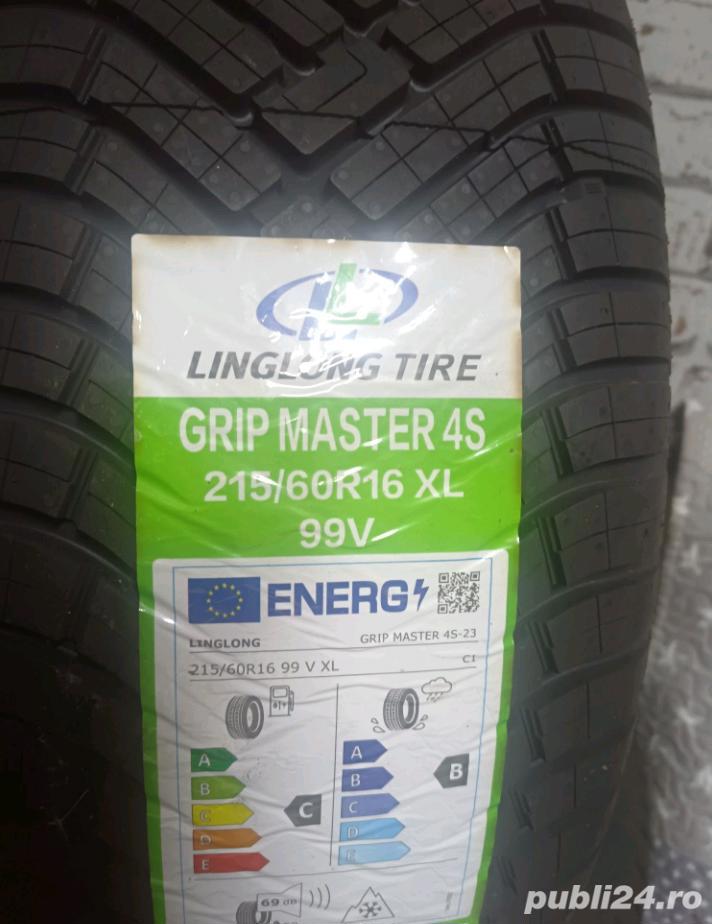 LINGLONG TIRE
GRIP MASTER 4S
215/60R16 XL
99V
ENERG
LINGLONG GRIP MASTER 4S-23
215/60R16 99 V XL C1
A A
B B B
C C C
D D
E E
69 dB
publi24.ro